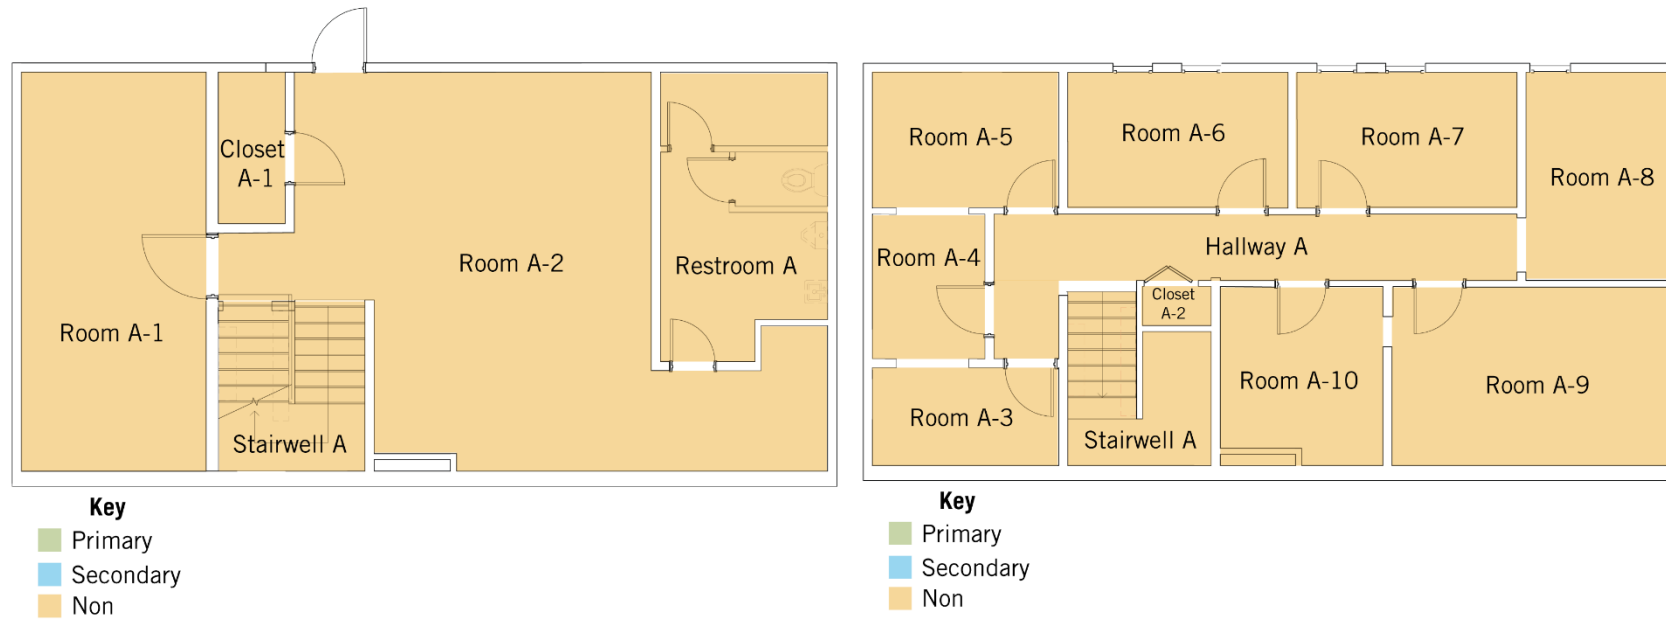 Closet
A-1
Room A-2
Restroom A
Room A-1
Stairwell A
Key
Primary
Secondary
Non
Room A-5
Room A-6
Room A-7
Room A-8
Hallway A
Room A-4
Closet
A-2
Room A-10
Room A-9
Room A-3
Stairwell A
Key
Primary
Secondary
Non